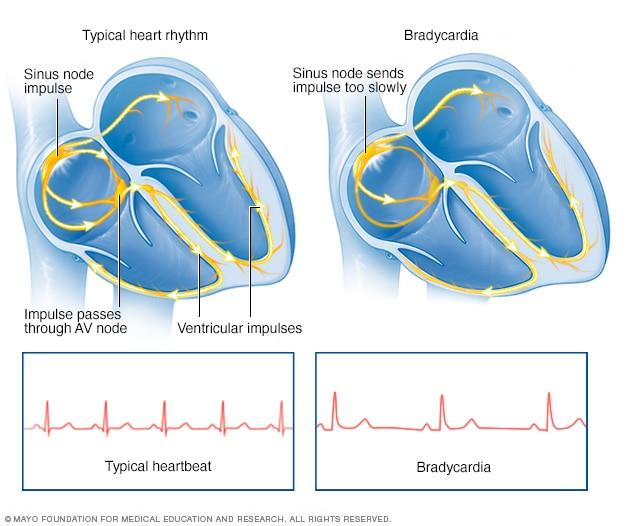 Typical heart rhythm
Bradycardia
Sinus node
impulse
Sinus node sends
impulse too slowly
Impulse passes
through AV node
Ventricular impulses
Typical heartbeat
Bradycardia
© MAYO FOUNDATION FOR MEDICAL EDUCATION AND RESEARCH. ALL RIGHTS RESERVED.